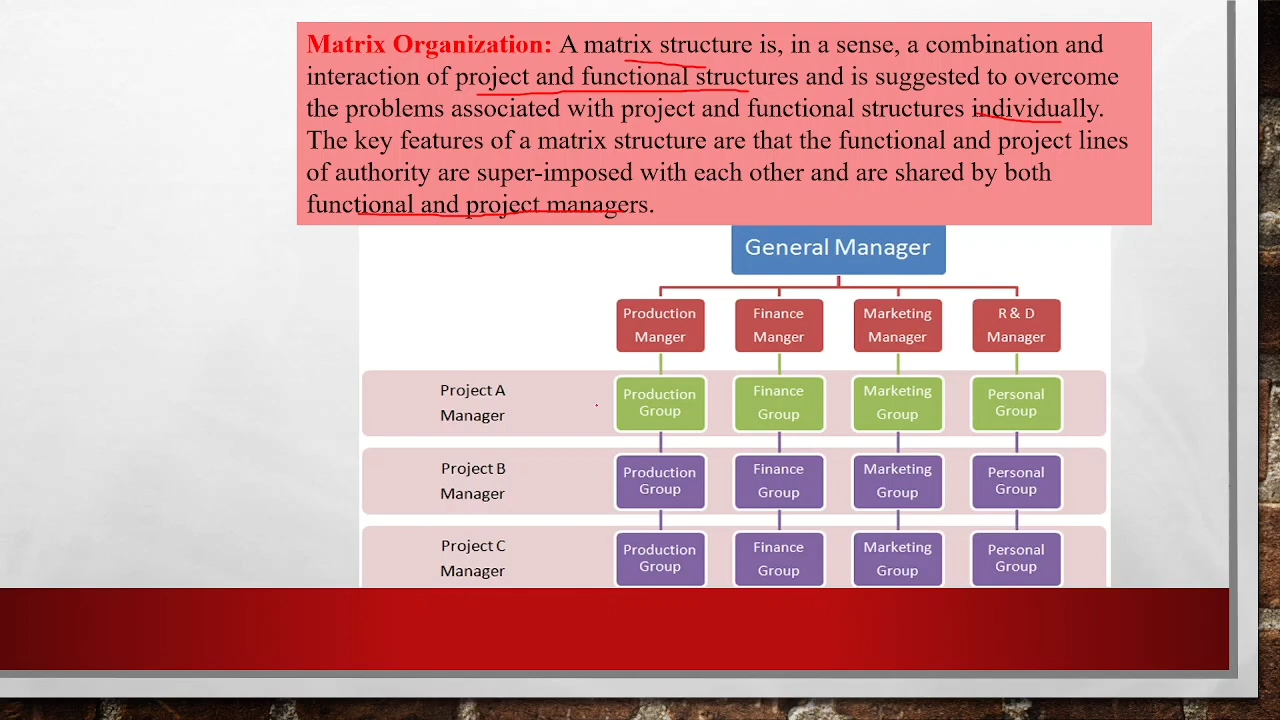 Matrix Organization: A matrix structure is, in a sense, a combination and
interaction of project and functional structures and is suggested to overcome
the problems associated with project and functional structures individually.
The key features of a matrix structure are that the functional and project lines
of authority are super-imposed with each other and are shared by both
functional and project managers.
General Manager
Production
Manger
Finance
Manger
Marketing
Manager
R & D
Manager
Project A
Manager
Production
Group
Finance
Group
Marketing
Group
Personal
Group
Project B
Manager
Production
Group
Finance
Group
Marketing
Group
Personal
Group
Project C
Manager
Production
Group
Finance
Group
Marketing
Group
Personal
Group